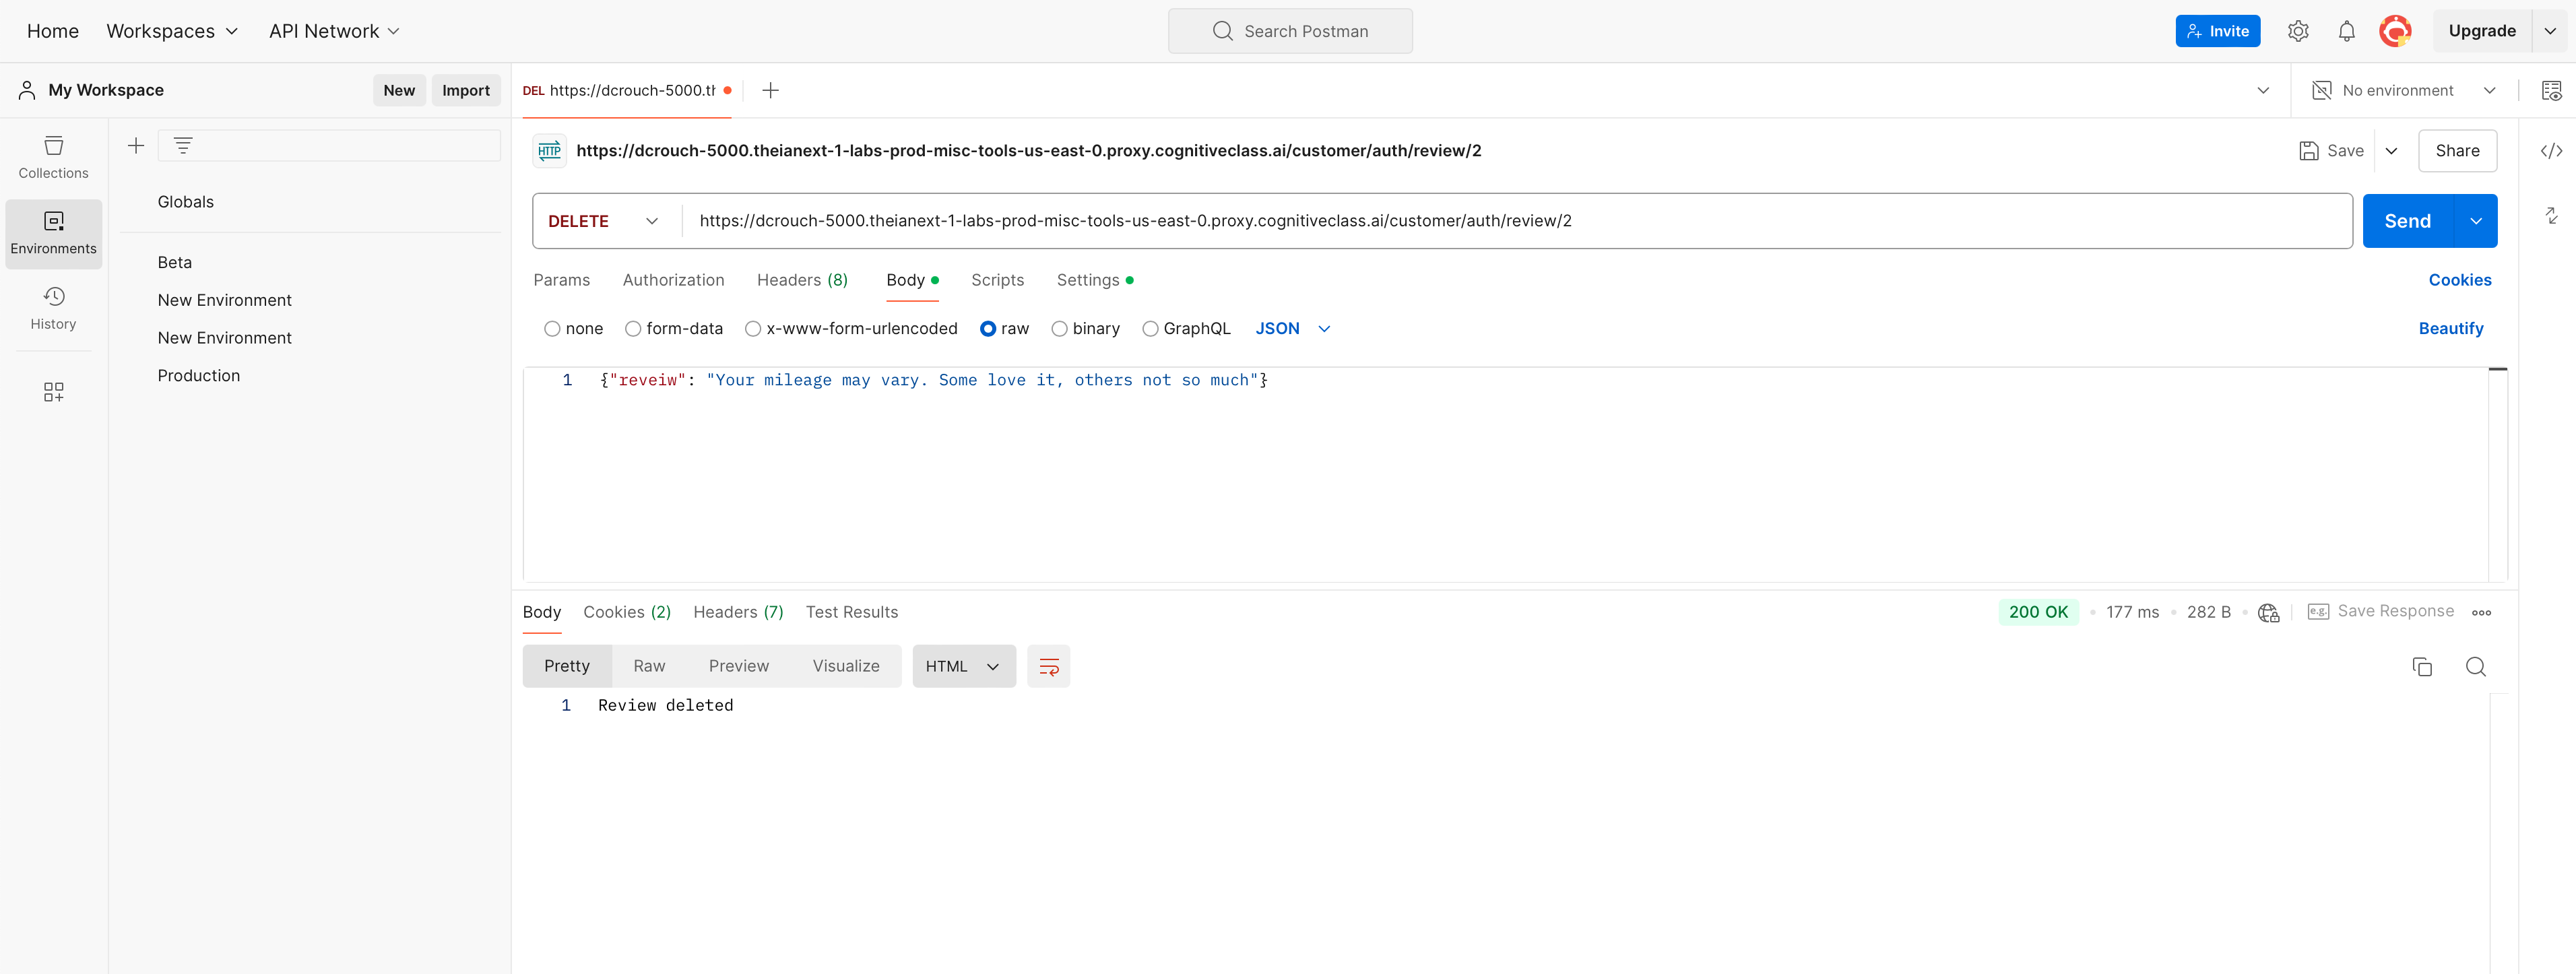 Home Workspaces API Network Search Postman Invite Upgrade
My Workspace New Import DEL https://dcrouch-5000.th No environment
HTTP https://dcrouch-5000.theianext-1-labs-prod-misc-tools-us-east-0.proxy.cognitiveclass.ai/customer/auth/review/2 Save Share
Collections
Globals
DELETE https://dcrouch-5000.theianext-1-labs-prod-misc-tools-us-east-0.proxy.cognitiveclass.ai/customer/auth/review/2 Send
Environments
Beta
Params Authorization Headers (8) Body Scripts Settings Cookies
New Environment
History
none form-data x-www-form-urlencoded raw binary GraphQL JSON Beautify
New Environment
Production
1 {"reveiw": "Your mileage may vary. Some love it, others not so much"}
Body Cookies (2) Headers (7) Test Results 200 OK 177 ms 282 B e.g. Save Response
Pretty Raw Preview Visualize HTML
1 Review deleted